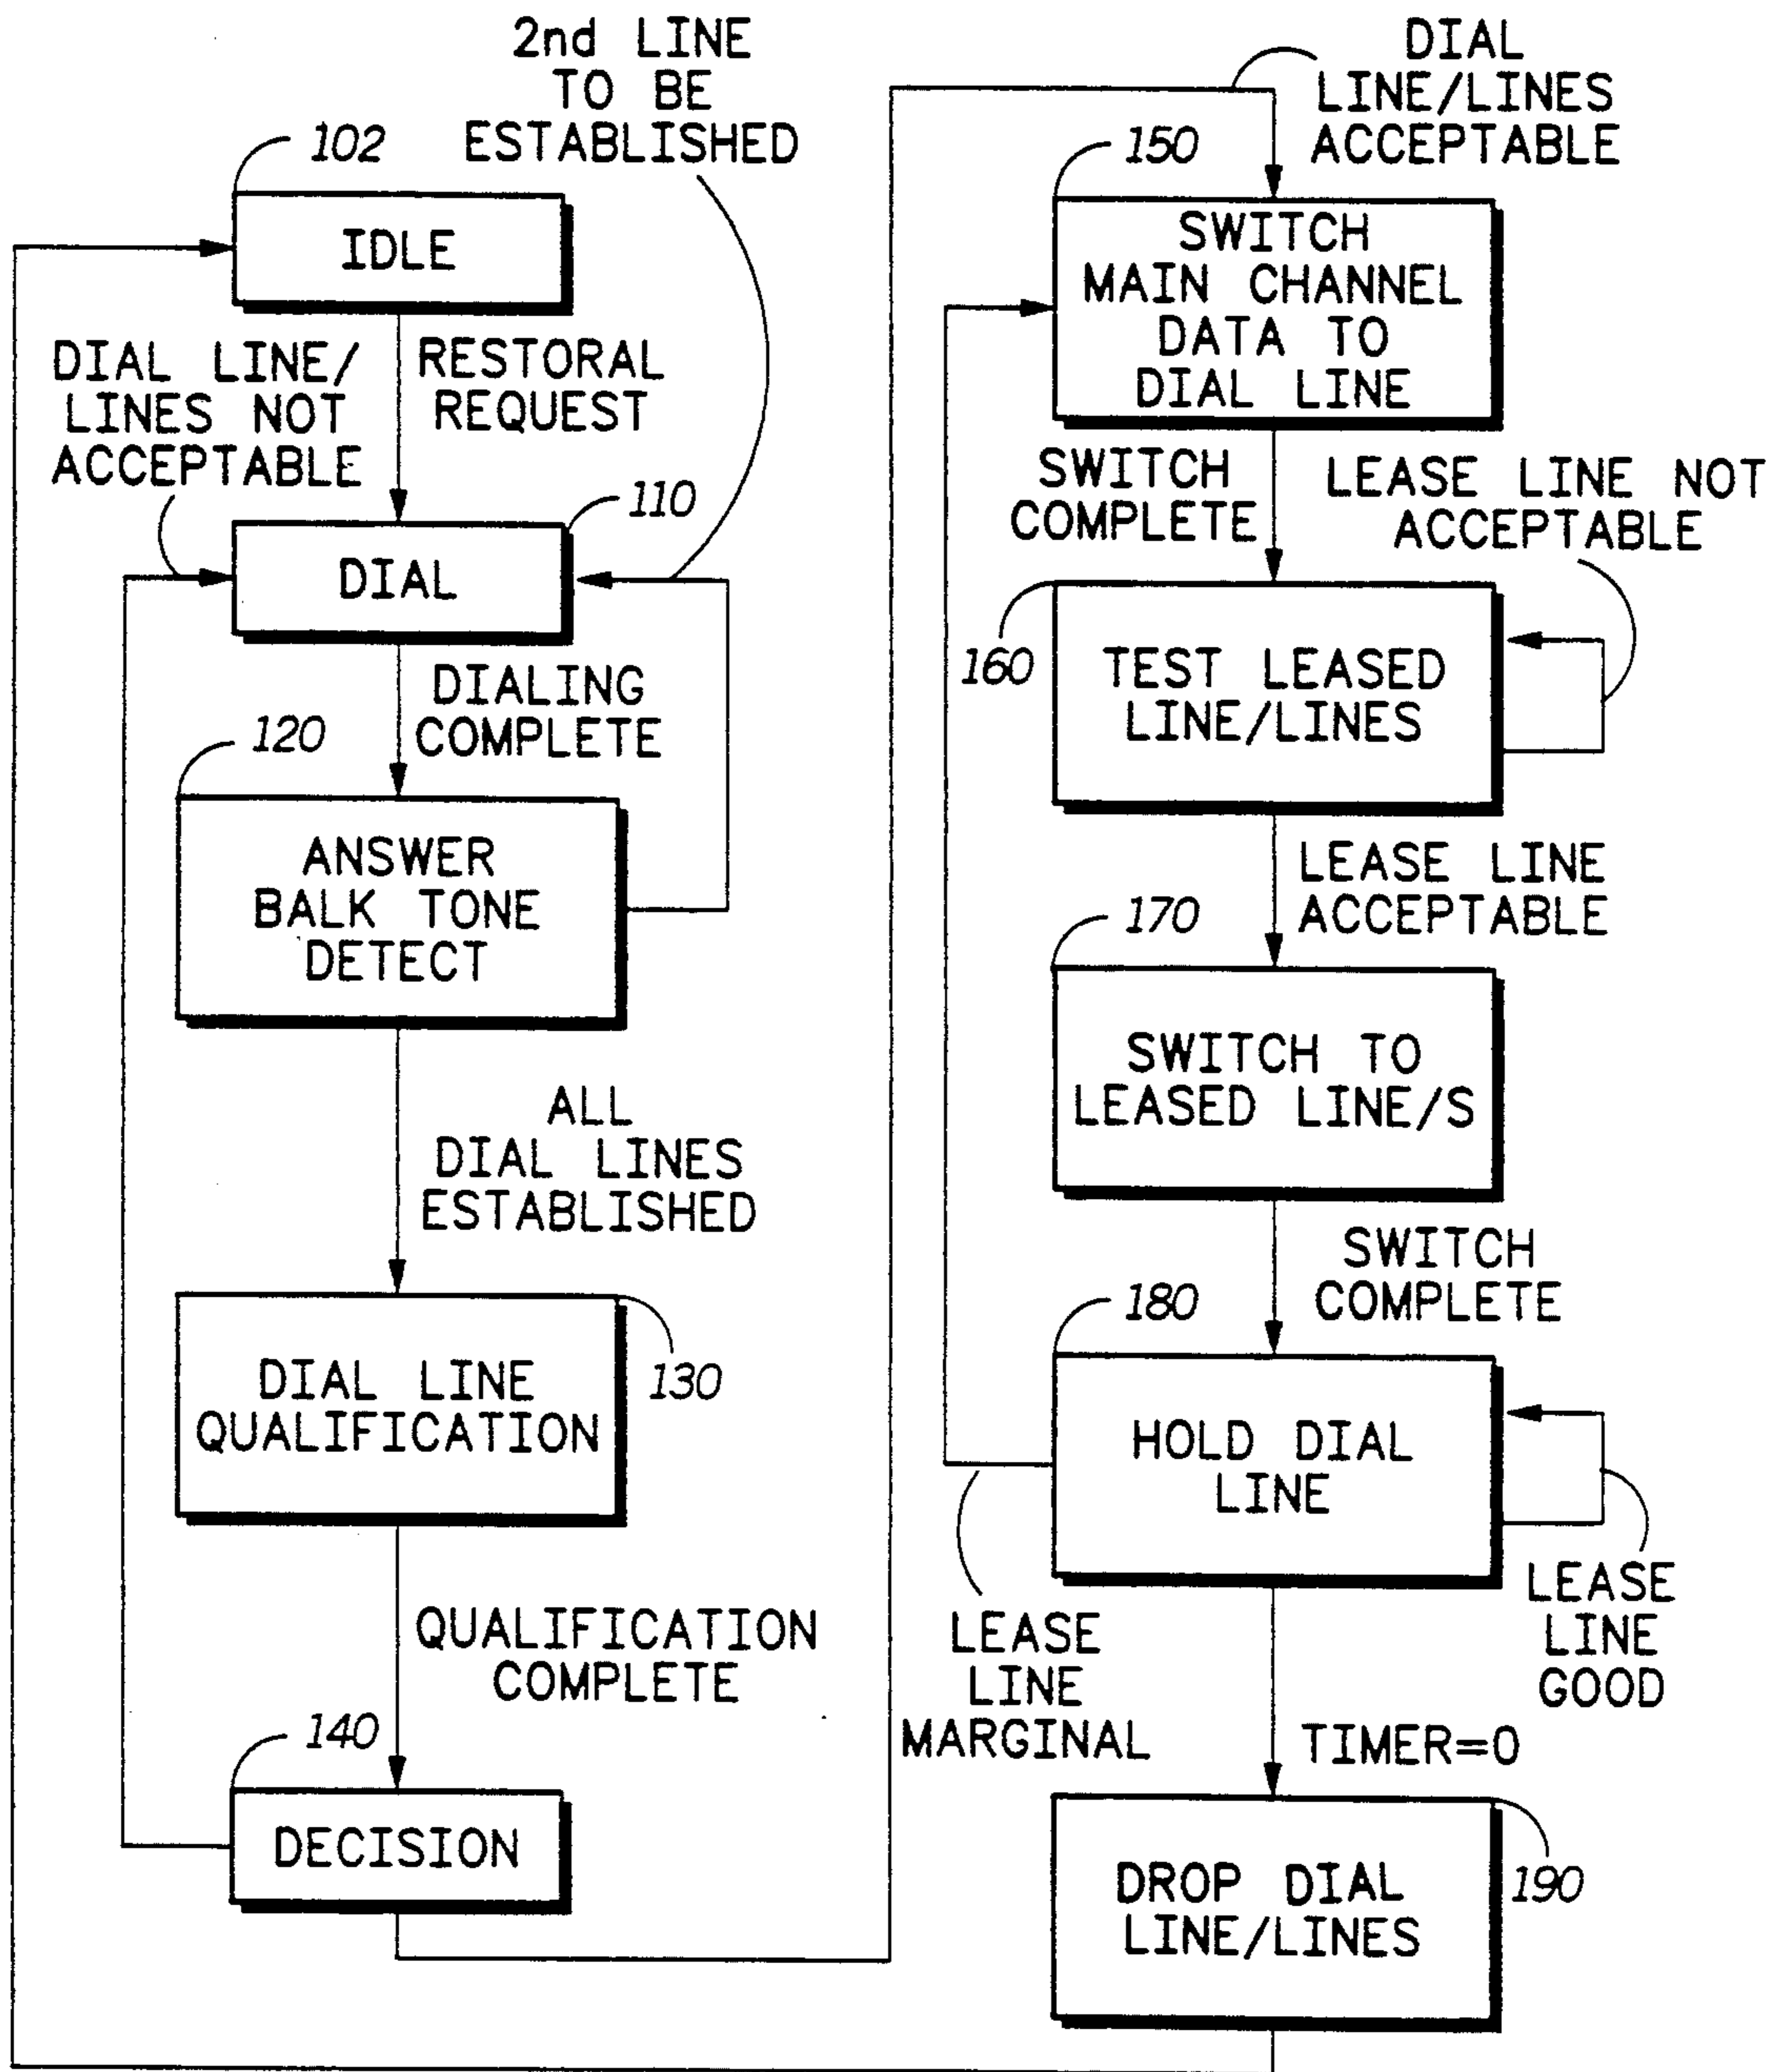 2nd LINE
TO BE
ESTABLISHED
102
IDLE
DIAL LINE/
LINES NOT
ACCEPTABLE
RESTORAL
REQUEST
110
DIAL
DIALING
COMPLETE
120
ANSWER
BALK TONE
DETECT
ALL
DIAL LINES
ESTABLISHED
DIAL LINE
QUALIFICATION
130
QUALIFICATION
COMPLETE
140
DECISION
DIAL
LINE/LINES
ACCEPTABLE
150
SWITCH
MAIN CHANNEL
DATA TO
DIAL LINE
SWITCH
COMPLETE
LEASE LINE NOT
ACCEPTABLE
160
TEST LEASED
LINE/LINES
LEASE LINE
ACCEPTABLE
170
SWITCH TO
LEASED LINE/S
SWITCH
COMPLETE
180
HOLD DIAL
LINE
LEASE
LINE
MARGINAL
LEASE
LINE
GOOD
TIMER=0
DROP DIAL
LINE/LINES
190